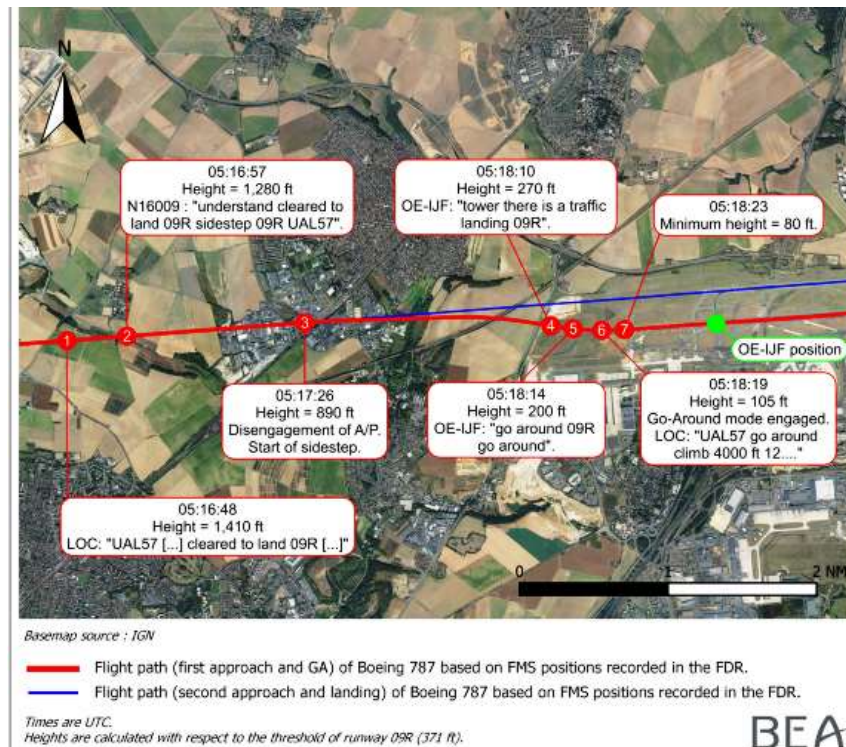 N
05:16:57
Height = 1,280 ft
N16009 : "understand cleared to
land 09R sidestep 09R UAL57".
05:18:10
Height = 270 ft
OE-IJF: "tower there is a traffic
landing 09R".
05:18:23
Minimum height = 80 ft.
1
2
3
4
5
6
7
OE-IJF position
05:17:26
Height = 890 ft
Disengagement of A/P.
Start of sidestep.
05:18:14
Height = 200 ft
OE-IJF: "go around 09R
go around".
05:18:19
Height = 105 ft
Go-Around mode engaged.
LOC: "UAL57 go around
climb 4000 ft 12...."
05:16:48
Height = 1,410 ft
LOC: "UAL57 [...] cleared to land 09R [...]"
0 1 2 NM
Basemap source : IGN
Flight path (first approach and GA) of Boeing 787 based on FMS positions recorded in the FDR.
Flight path (second approach and landing) of Boeing 787 based on FMS positions recorded in the FDR.
Times are UTC.
Heights are calculated with respect to the threshold of runway 09R (371 ft).
BEA